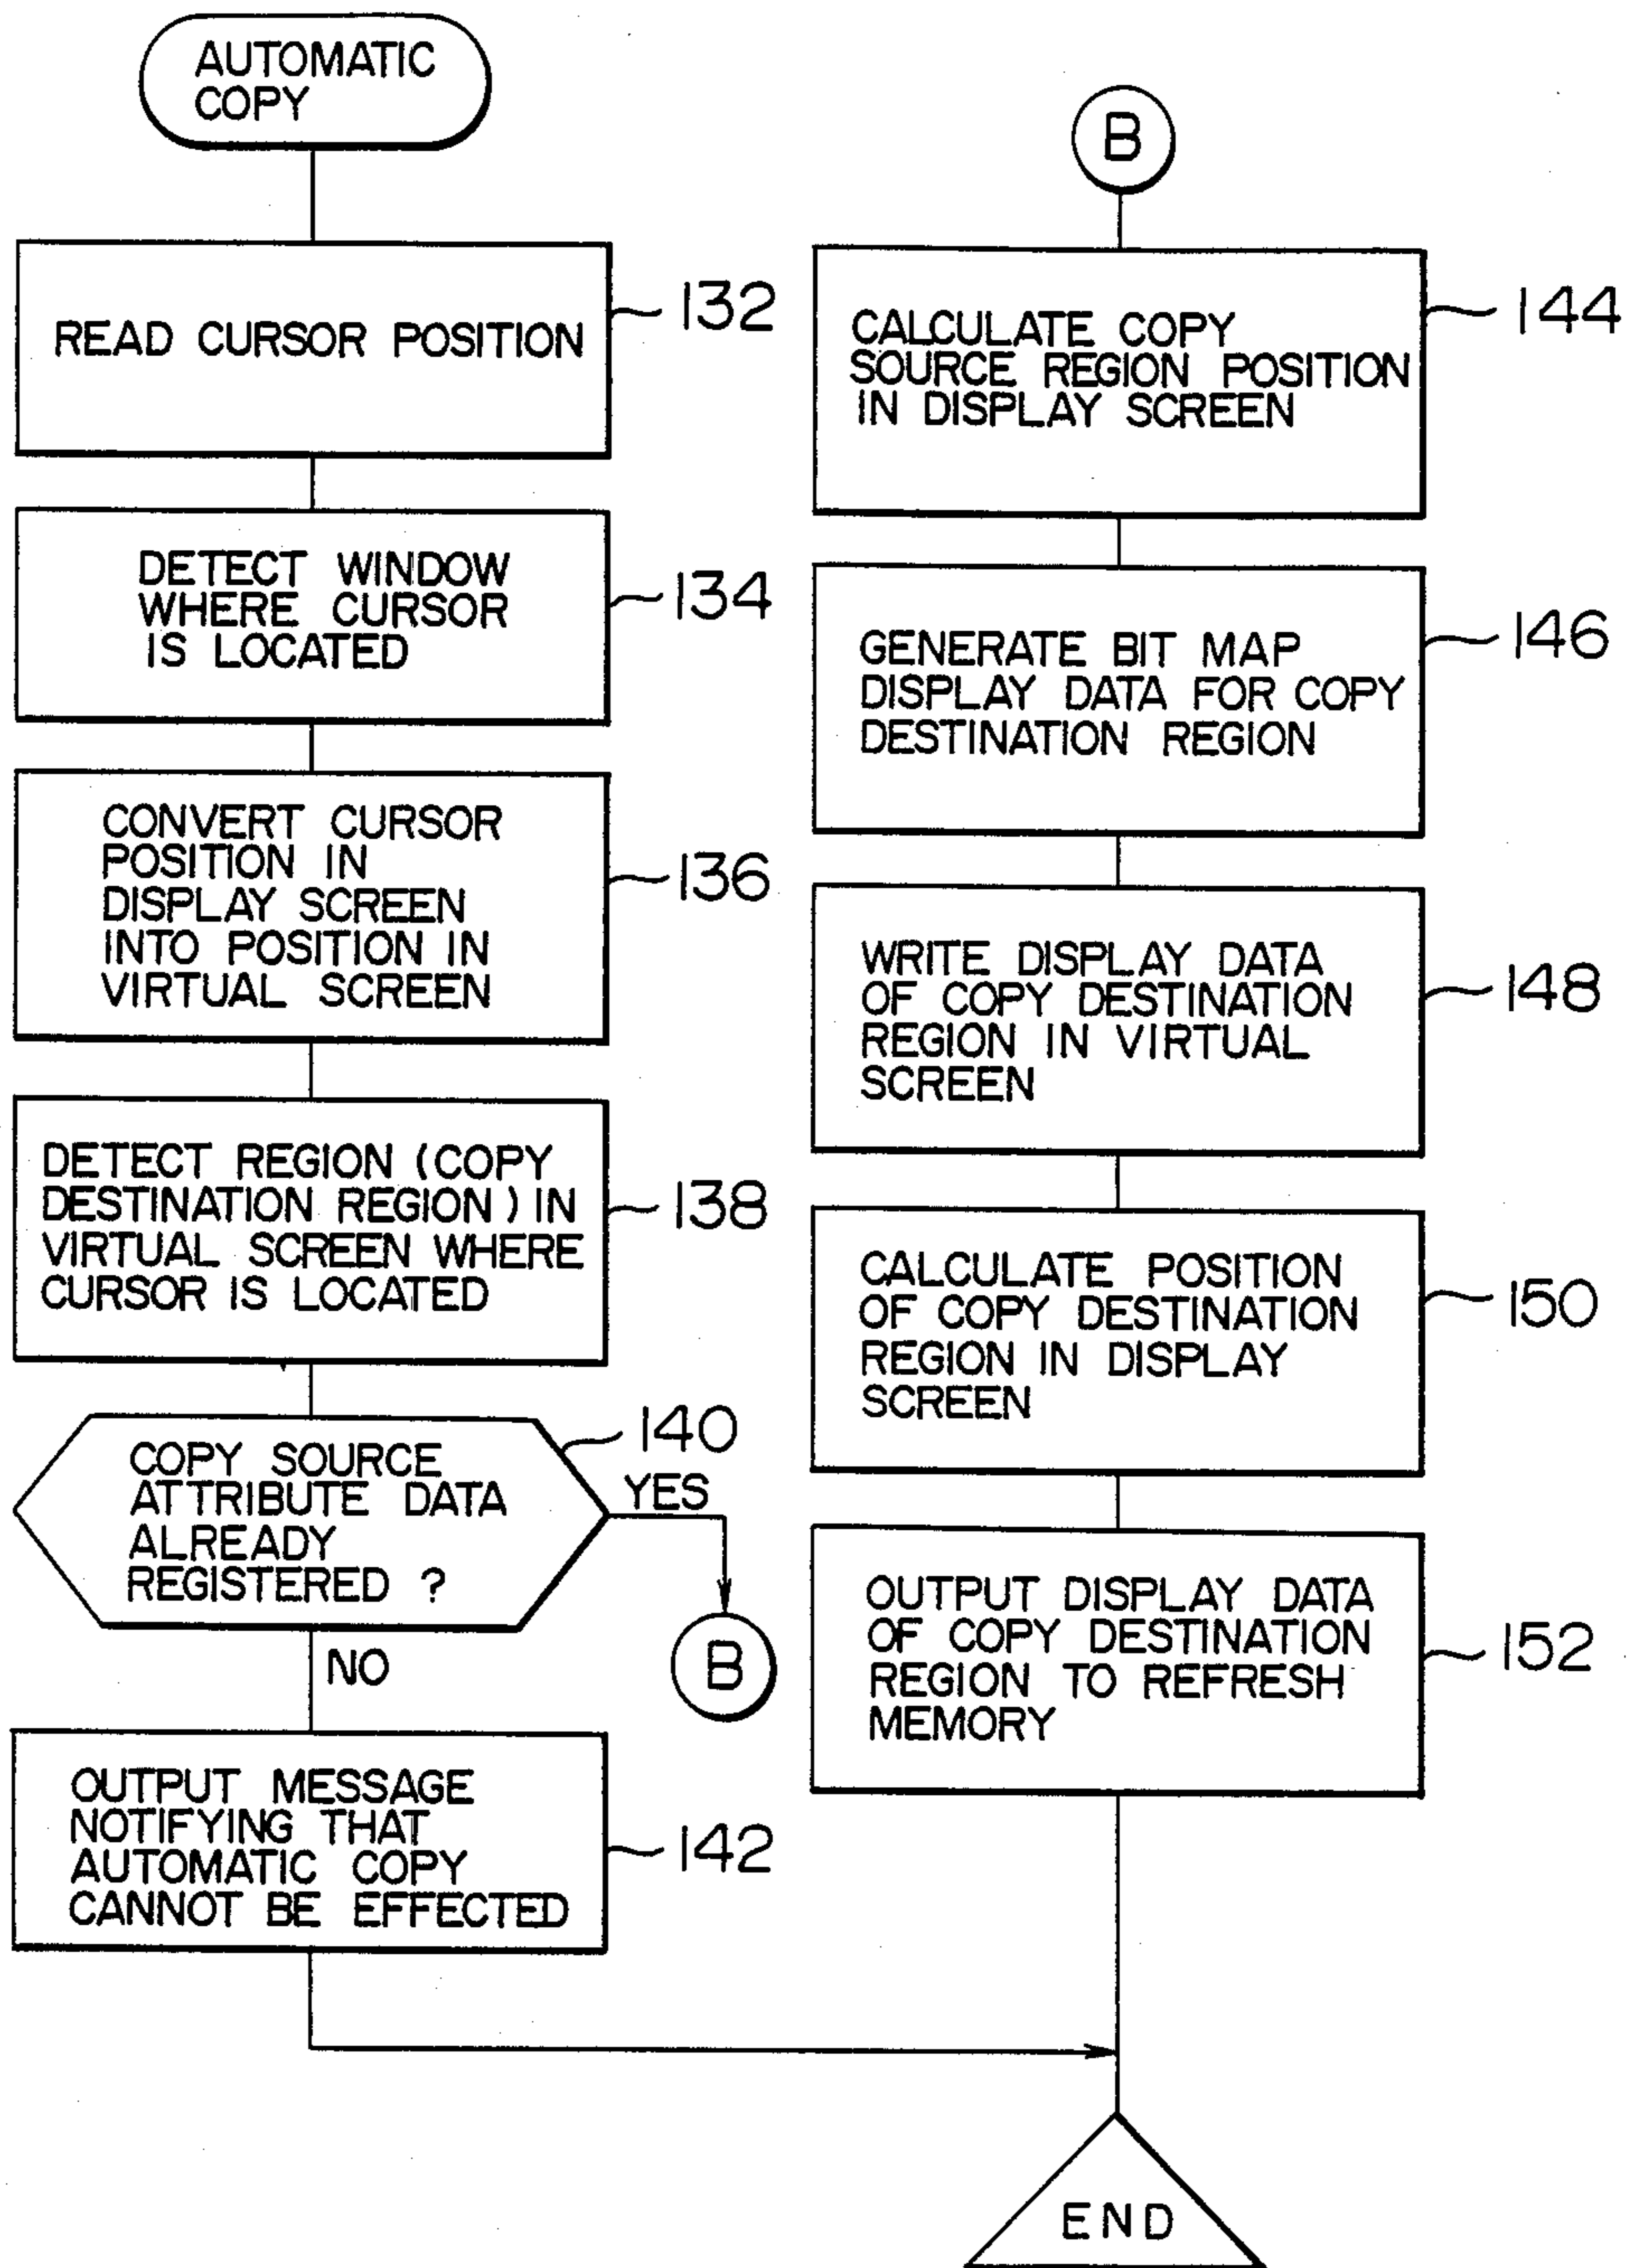 AUTOMATIC
COPY
READ CURSOR POSITION
132
DETECT WINDOW
WHERE CURSOR
IS LOCATED
134
CONVERT CURSOR
POSITION IN
DISPLAY SCREEN
INTO POSITION IN
VIRTUAL SCREEN
136
DETECT REGION (COPY
DESTINATION REGION) IN
VIRTUAL SCREEN WHERE
CURSOR IS LOCATED
138
COPY SOURCE
ATTRIBUTE DATA
ALREADY
REGISTERED ?
140
YES
B
NO
OUTPUT MESSAGE
NOTIFYING THAT
AUTOMATIC COPY
CANNOT BE EFFECTED
142
B
CALCULATE COPY
SOURCE REGION POSITION
IN DISPLAY SCREEN
144
GENERATE BIT MAP
DISPLAY DATA FOR COPY
DESTINATION REGION
146
WRITE DISPLAY DATA
OF COPY DESTINATION
REGION IN VIRTUAL
SCREEN
148
CALCULATE POSITION
OF COPY DESTINATION
REGION IN DISPLAY
SCREEN
150
OUTPUT DISPLAY DATA
OF COPY DESTINATION
REGION TO REFRESH
MEMORY
152
END